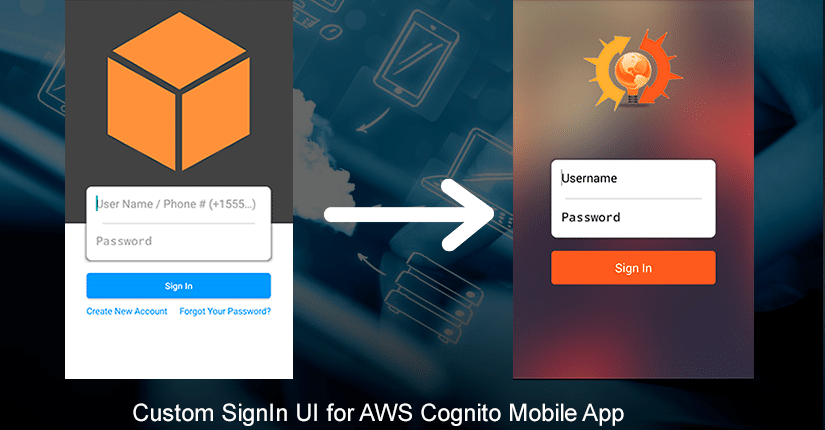 User Name / Phone # (+1555...)
Password
Sign In
Create New Account Forgot Your Password?
Username
Password
Sign In
Custom SignIn UI for AWS Cognito Mobile App